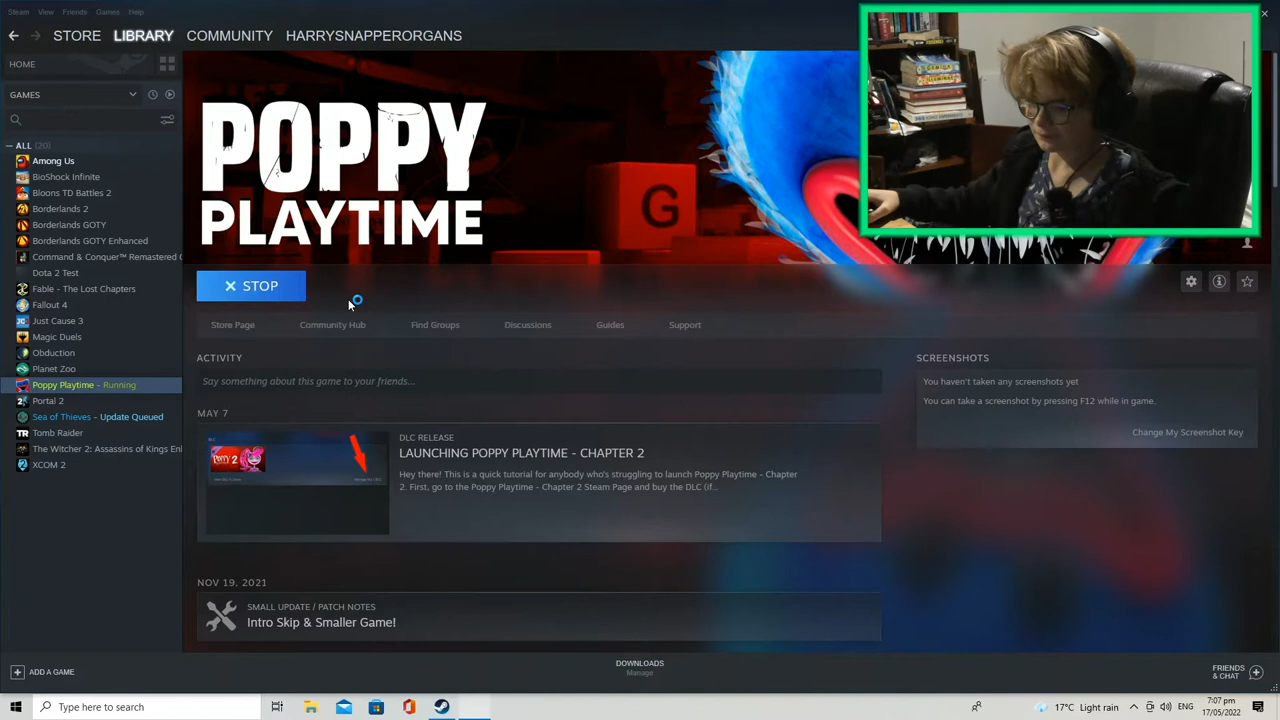 Steam View Friends Games Help
STORE LIBRARY COMMUNITY HARRYSNAPPERORGANS
HOME
GAMES
ALL (20)
Among Us
BioShock Infinite
Bloons TD Battles 2
Borderlands 2
Borderlands GOTY
Borderlands GOTY Enhanced
Command & Conquer™ Remastered C
Dota 2 Test
Fable - The Lost Chapters
Fallout 4
Just Cause 3
Magic Duels
Obduction
Planet Zoo
Poppy Playtime - Running
Portal 2
Sea of Thieves - Update Queued
Tomb Raider
The Witcher 2: Assassins of Kings En
XCOM 2
POPPY
PLAYTIME
G
STOP
Store Page Community Hub Find Groups Discussions Guides Support
ACTIVITY
Say something about this game to your friends...
MAY 7
DLC RELEASE
LAUNCHING POPPY PLAYTIME - CHAPTER 2
Hey there! This is a quick tutorial for anybody who's struggling to launch Poppy Playtime - Chapter
2. First, go to the Poppy Playtime - Chapter 2 Steam Page and buy the DLC (if...
NOV 19, 2021
SMALL UPDATE / PATCH NOTES
Intro Skip & Smaller Game!
SCREENSHOTS
You haven't taken any screenshots yet
You can take a screenshot by pressing F12 while in game.
Change My Screenshot Key
ADD A GAME
DOWNLOADS
Manage
FRIENDS
& CHAT
Type here to search
17°C Light rain
7:07 pm
17/05/2022